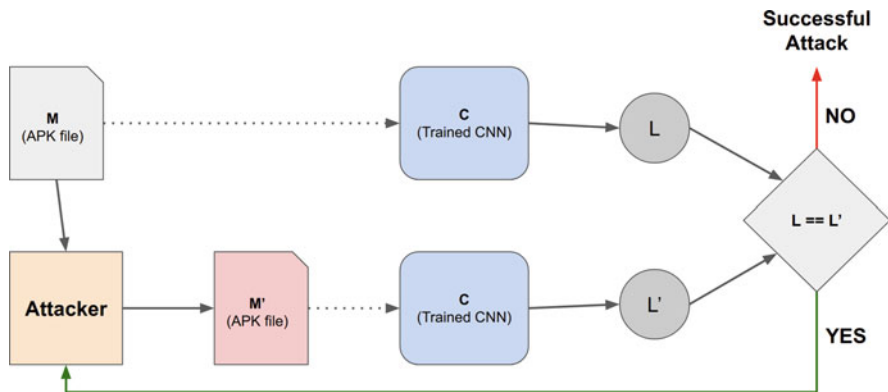 Successful
Attack
M
(APK file)
C
(Trained CNN)
L
NO
L == L’
Attacker
M’
(APK file)
C
(Trained CNN)
L’
YES